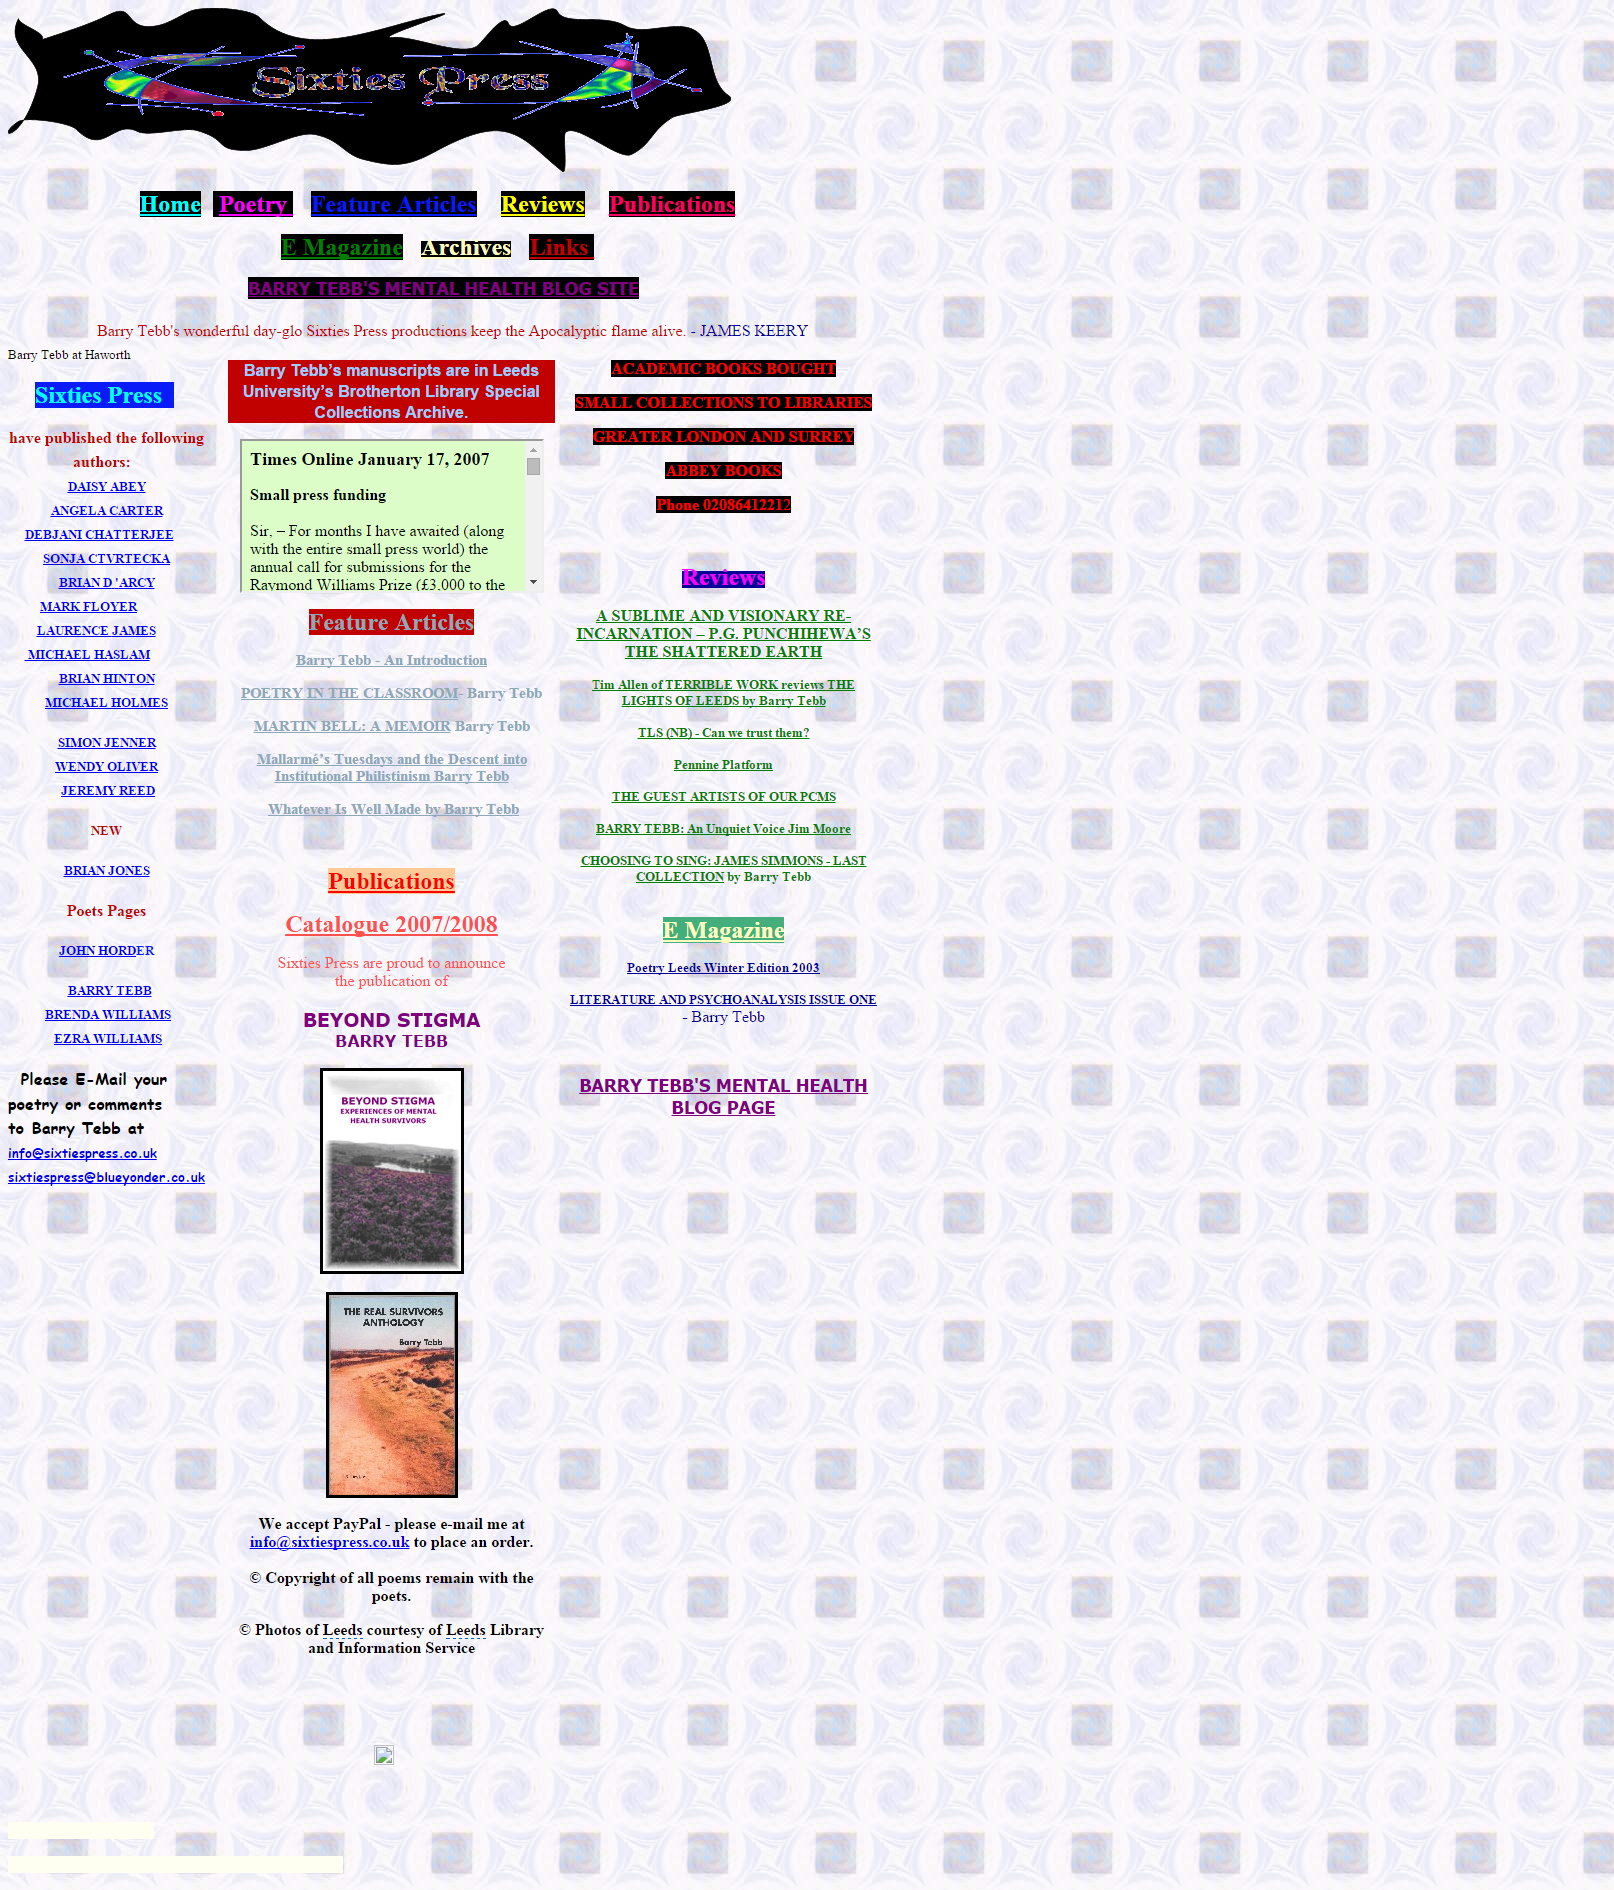 Sixties Press
Home Poetry Feature Articles Reviews Publications
E Magazine Archives Links
BARRY TEBB'S MENTAL HEALTH BLOG SITE
Barry Tebb's wonderful day-glo Sixties Press productions keep the Apocalyptic flame alive. - JAMES KEERY
Barry Tebb at Haworth
Sixties Press
have published the following
authors:
DAISY ABEY
ANGELA CARTER
DEBJANI CHATTERJEE
SONJA CTVRTECKA
BRIAN D 'ARCY
MARK FLOYER
LAURENCE JAMES
MICHAEL HASLAM
BRIAN HINTON
MICHAEL HOLMES
SIMON JENNER
WENDY OLIVER
JEREMY REED
NEW
BRIAN JONES
Poets Pages
JOHN HORDER
BARRY TEBB
BRENDA WILLIAMS
EZRA WILLIAMS
Please E-Mail your
poetry or comments
to Barry Tebb at
info@sixtiespress.co.uk
sixtiespress@blueyonder.co.uk
Barry Tebb’s manuscripts are in Leeds
University’s Brotherton Library Special
Collections Archive.
Times Online January 17, 2007
Small press funding
Sir, – For months I have awaited (along
with the entire small press world) the
annual call for submissions for the
Raymond Williams Prize (£3,000 to the
Feature Articles
Barry Tebb - An Introduction
POETRY IN THE CLASSROOM- Barry Tebb
MARTIN BELL: A MEMOIR Barry Tebb
Mallarmé’s Tuesdays and the Descent into
Institutional Philistinism Barry Tebb
Whatever Is Well Made by Barry Tebb
Publications
Catalogue 2007/2008
Sixties Press are proud to announce
the publication of
BEYOND STIGMA
BARRY TEBB
BEYOND STIGMA
EXPERIENCES OF MENTAL
HEALTH SURVIVORS
THE REAL SURVIVORS
ANTHOLOGY
Barry Tebb
We accept PayPal - please e-mail me at
info@sixtiespress.co.uk to place an order.
© Copyright of all poems remain with the
poets.
© Photos of Leeds courtesy of Leeds Library
and Information Service
ACADEMIC BOOKS BOUGHT
SMALL COLLECTIONS TO LIBRARIES
GREATER LONDON AND SURREY
ABBEY BOOKS
Phone 02086412212
Reviews
A SUBLIME AND VISIONARY RE-
INCARNATION – P.G. PUNCHIHEWA’S
THE SHATTERED EARTH
Tim Allen of TERRIBLE WORK reviews THE
LIGHTS OF LEEDS by Barry Tebb
TLS (NB) - Can we trust them?
Pennine Platform
THE GUEST ARTISTS OF OUR PCMS
BARRY TEBB: An Unquiet Voice Jim Moore
CHOOSING TO SING: JAMES SIMMONS - LAST
COLLECTION by Barry Tebb
E Magazine
Poetry Leeds Winter Edition 2003
LITERATURE AND PSYCHOANALYSIS ISSUE ONE
- Barry Tebb
BARRY TEBB'S MENTAL HEALTH
BLOG PAGE